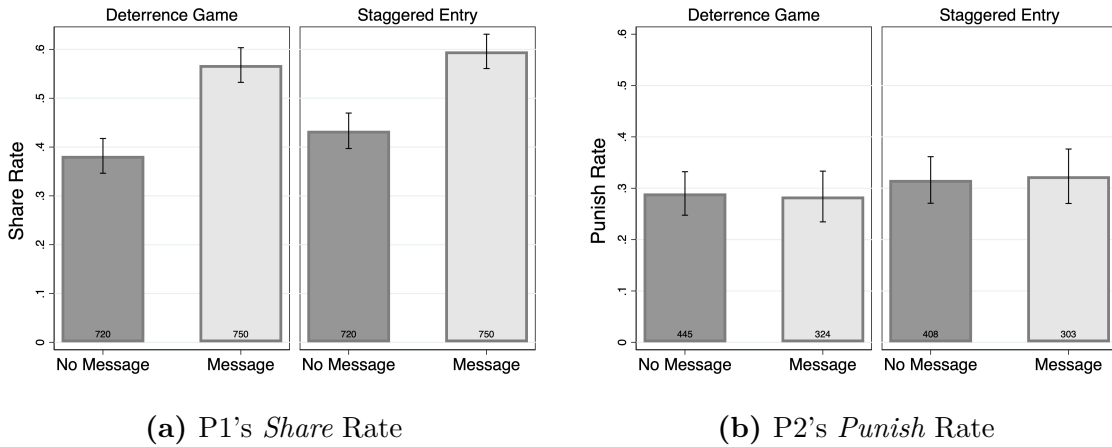 Deterrence Game Staggered Entry
Share Rate
.6
.5
.4
.3
.2
.1
0
720 750 720 750
No Message Message No Message Message
(a) P1's Share Rate
Deterrence Game Staggered Entry
Punish Rate
.6
.5
.4
.3
.2
.1
0
445 324 408 303
No Message Message No Message Message
(b) P2's Punish Rate